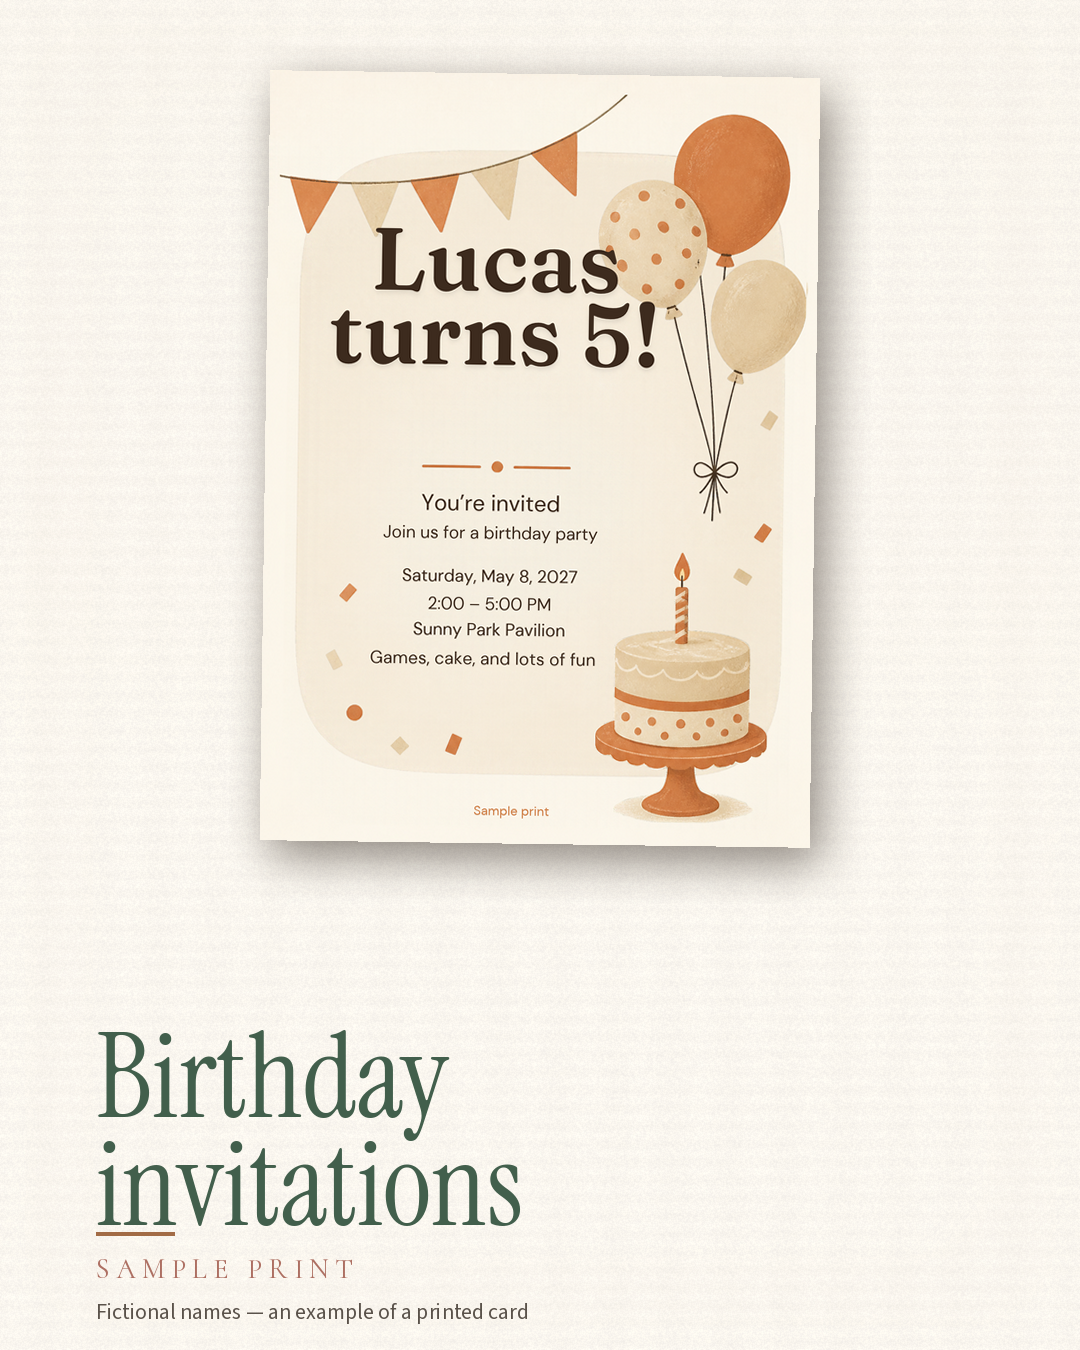 Lucas
turns 5!
You’re invited
Join us for a birthday party
Saturday, May 8, 2027
2:00 – 5:00 PM
Sunny Park Pavilion
Games, cake, and lots of fun
Sample print
Birthday
invitations
SAMPLE PRINT
Fictional names — an example of a printed card